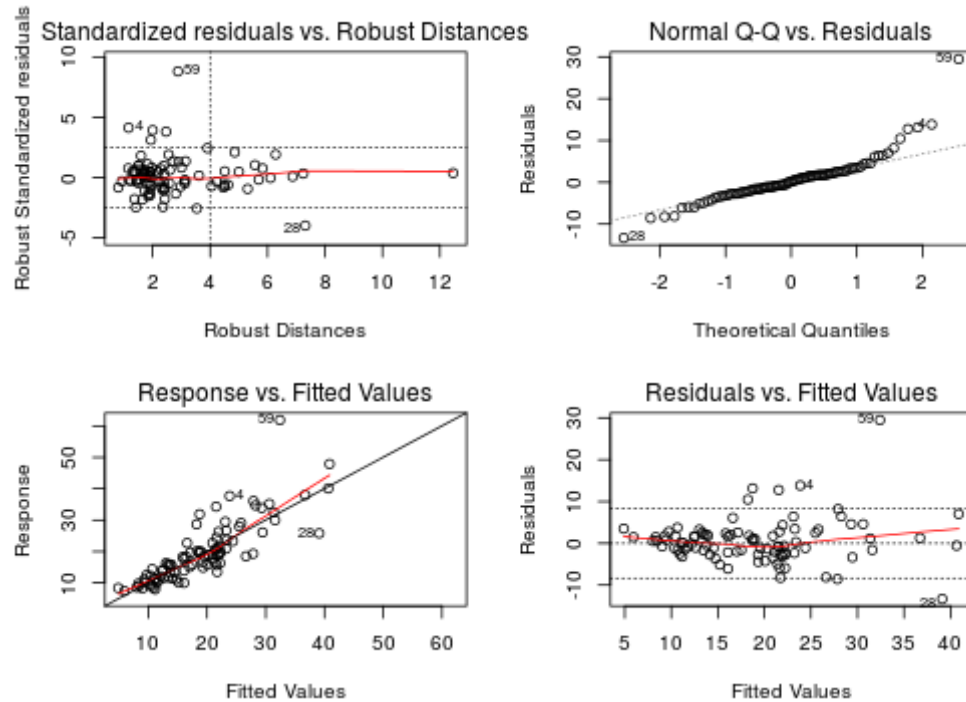 Standardized residuals vs. Robust Distances
Robust Standardized residuals
10
5
0
-5
59
4
28
2 4 6 8 10 12
Robust Distances
Normal Q-Q vs. Residuals
Residuals
30
20
10
0
-10
59
4
28
-2 -1 0 1 2
Theoretical Quantiles
Response vs. Fitted Values
Response
50
30
10
59
4
28
10 20 30 40 50 60
Fitted Values
Residuals vs. Fitted Values
Residuals
30
20
10
0
-10
59
4
28
5 10 15 20 25 30 35 40
Fitted Values